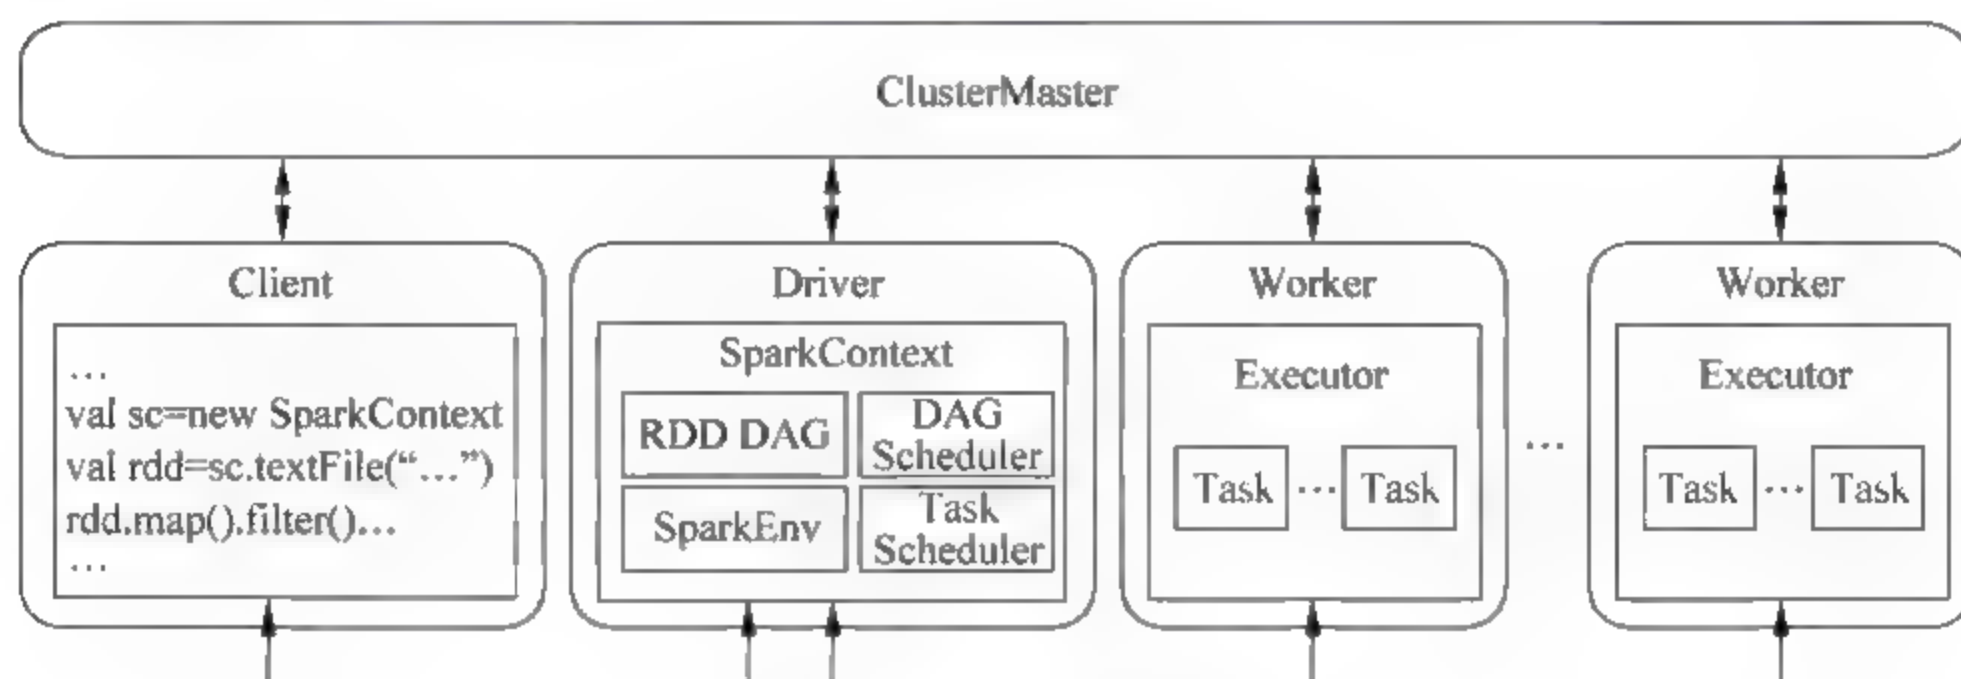 ClusterMaster
Client
…
val sc=new SparkContext
val rdd=sc.textFile(“…”)
rdd.map().filter()…
…
Driver
SparkContext
RDD DAG
DAG
Scheduler
SparkEnv
Task
Scheduler
Worker
Executor
Task … Task
…
Worker
Executor
Task … Task